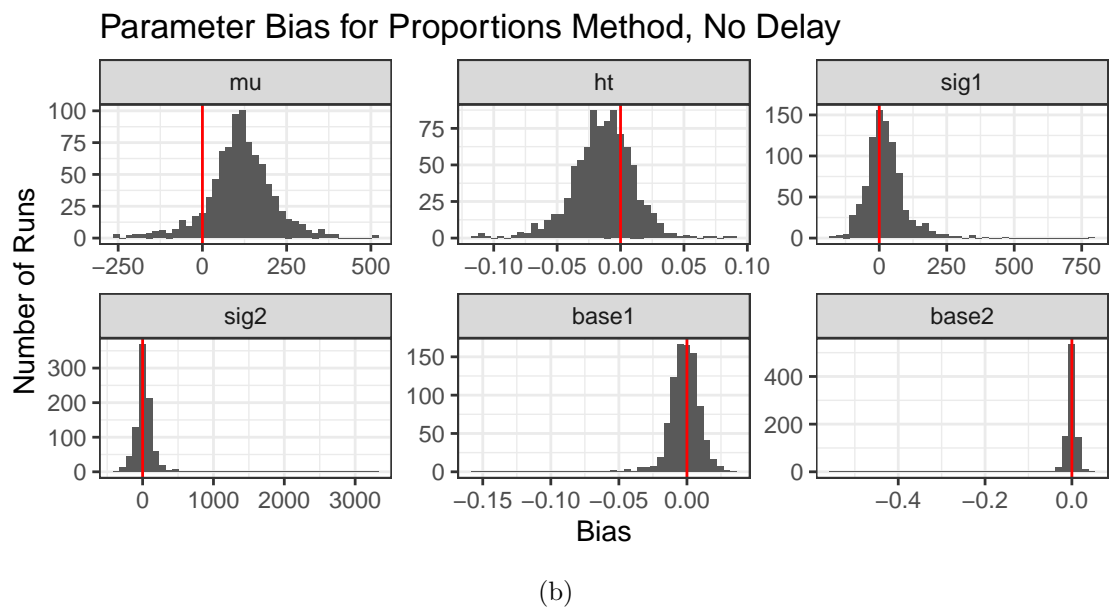 Parameter Bias for Proportions Method, No Delay
mu
ht
sig1
100
75
50
25
0
−250 0 250 500
75
50
25
0
−0.10 −0.05 0.00 0.05 0.10
150
100
50
0
0 250 500 750
Number of Runs
sig2
base1
base2
300
200
100
0
0 1000 2000 3000
150
100
50
0
−0.15 −0.10 −0.05 0.00
400
200
0
−0.4 −0.2 0.0
Bias
(b)